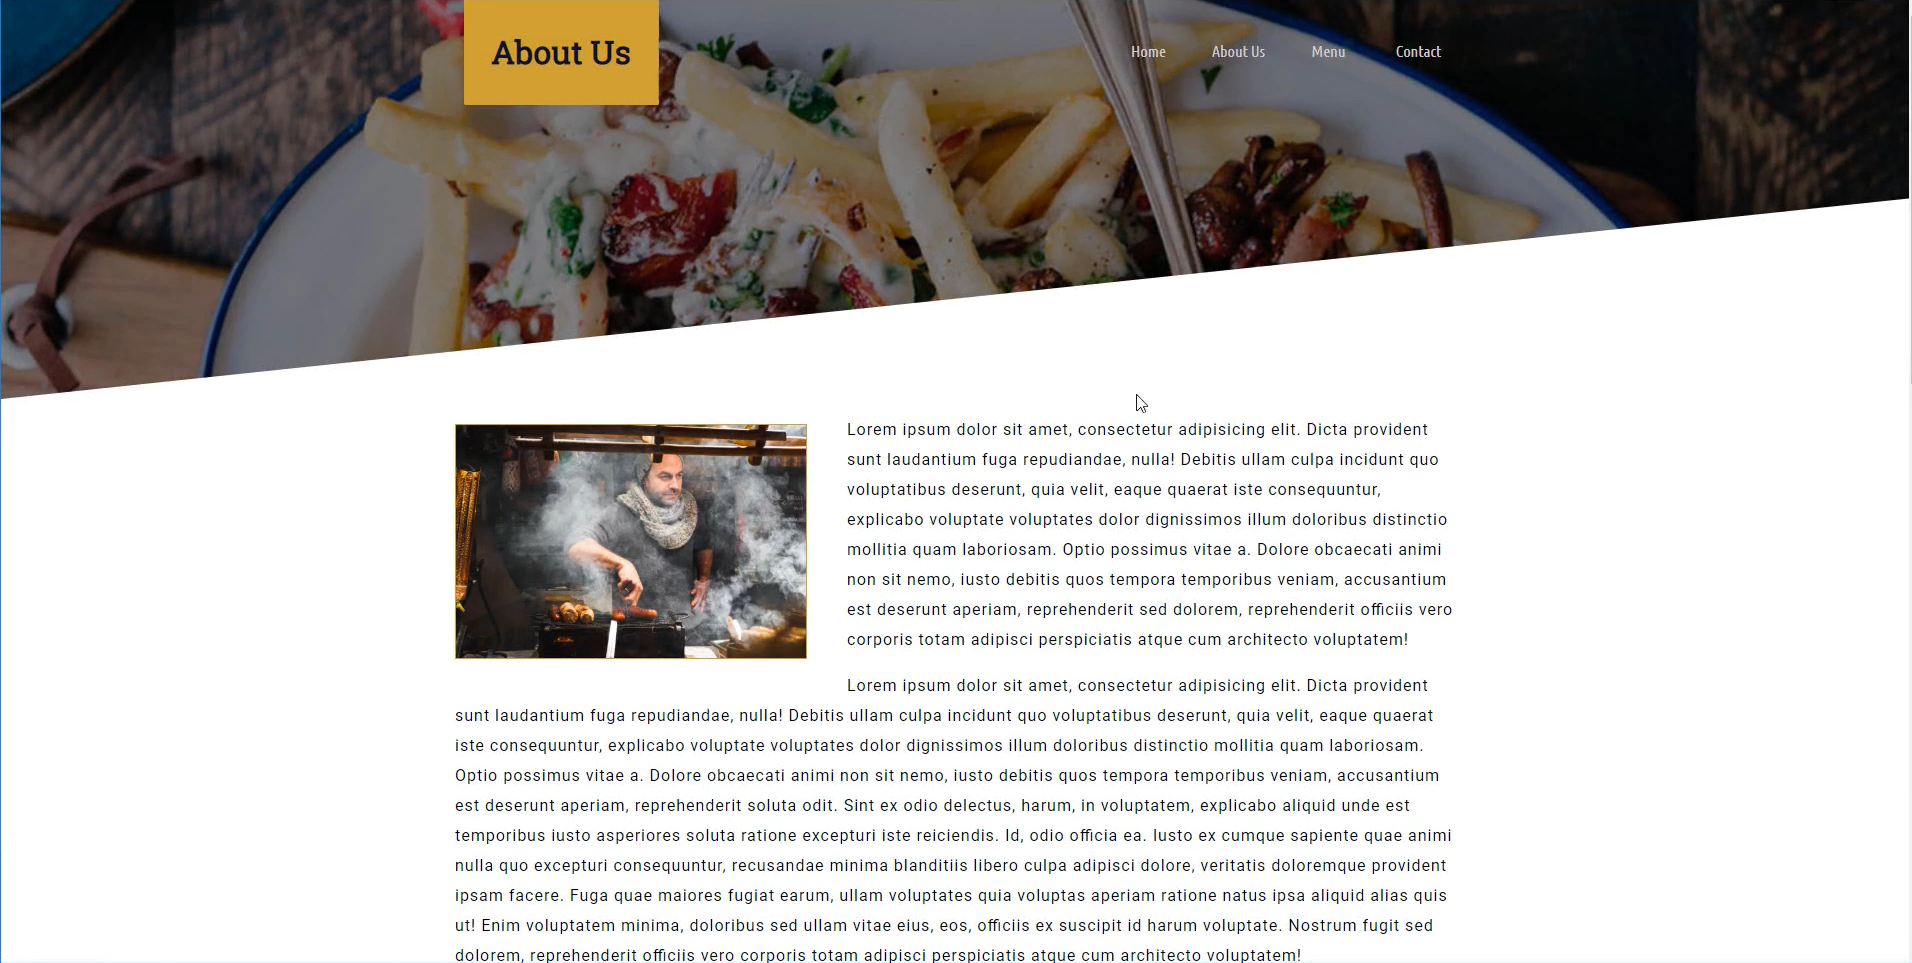 About Us
Home
About Us
Menu
Contact
Lorem ipsum dolor sit amet, consectetur adipisicing elit. Dicta provident
sunt laudantium fuga repudiandae, nulla! Debitis ullam culpa incidunt quo
voluptatibus deserunt, quia velit, eaque quaerat iste consequuntur,
explicabo voluptate voluptates dolor dignissimos illum doloribus distinctio
mollitia quam laboriosam. Optio possimus vitae a. Dolore obcaecati animi
non sit nemo, iusto debitis quos tempora temporibus veniam, accusantium
est deserunt aperiam, reprehenderit sed dolorem, reprehenderit officiis vero
corporis totam adipisci perspiciatis atque cum architecto voluptatem!
Lorem ipsum dolor sit amet, consectetur adipisicing elit. Dicta provident
sunt laudantium fuga repudiandae, nulla! Debitis ullam culpa incidunt quo voluptatibus deserunt, quia velit, eaque quaerat
iste consequuntur, explicabo voluptate voluptates dolor dignissimos illum doloribus distinctio mollitia quam laboriosam.
Optio possimus vitae a. Dolore obcaecati animi non sit nemo, iusto debitis quos tempora temporibus veniam, accusantium
est deserunt aperiam, reprehenderit soluta odit. Sint ex odio delectus, harum, in voluptatem, explicabo aliquid unde est
temporibus iusto asperiores soluta ratione excepturi iste reiciendis. Id, odio officia ea. Iusto ex cumque sapiente quae animi
nulla quo excepturi consequuntur, recusandae minima blanditiis libero culpa adipisci dolore, veritatis doloremque provident
ipsam facere. Fuga quae maiores fugiat earum, ullam voluptates quia voluptas aperiam ratione natus ipsa aliquid alias quis
ut! Enim voluptatem minima, doloribus sed ullam vitae eius, eos, officiis ex suscipit id harum voluptate. Nostrum fugit sed
dolorem, reprehenderit officiis vero corporis totam adipisci perspiciatis atque cum architecto voluptatem!